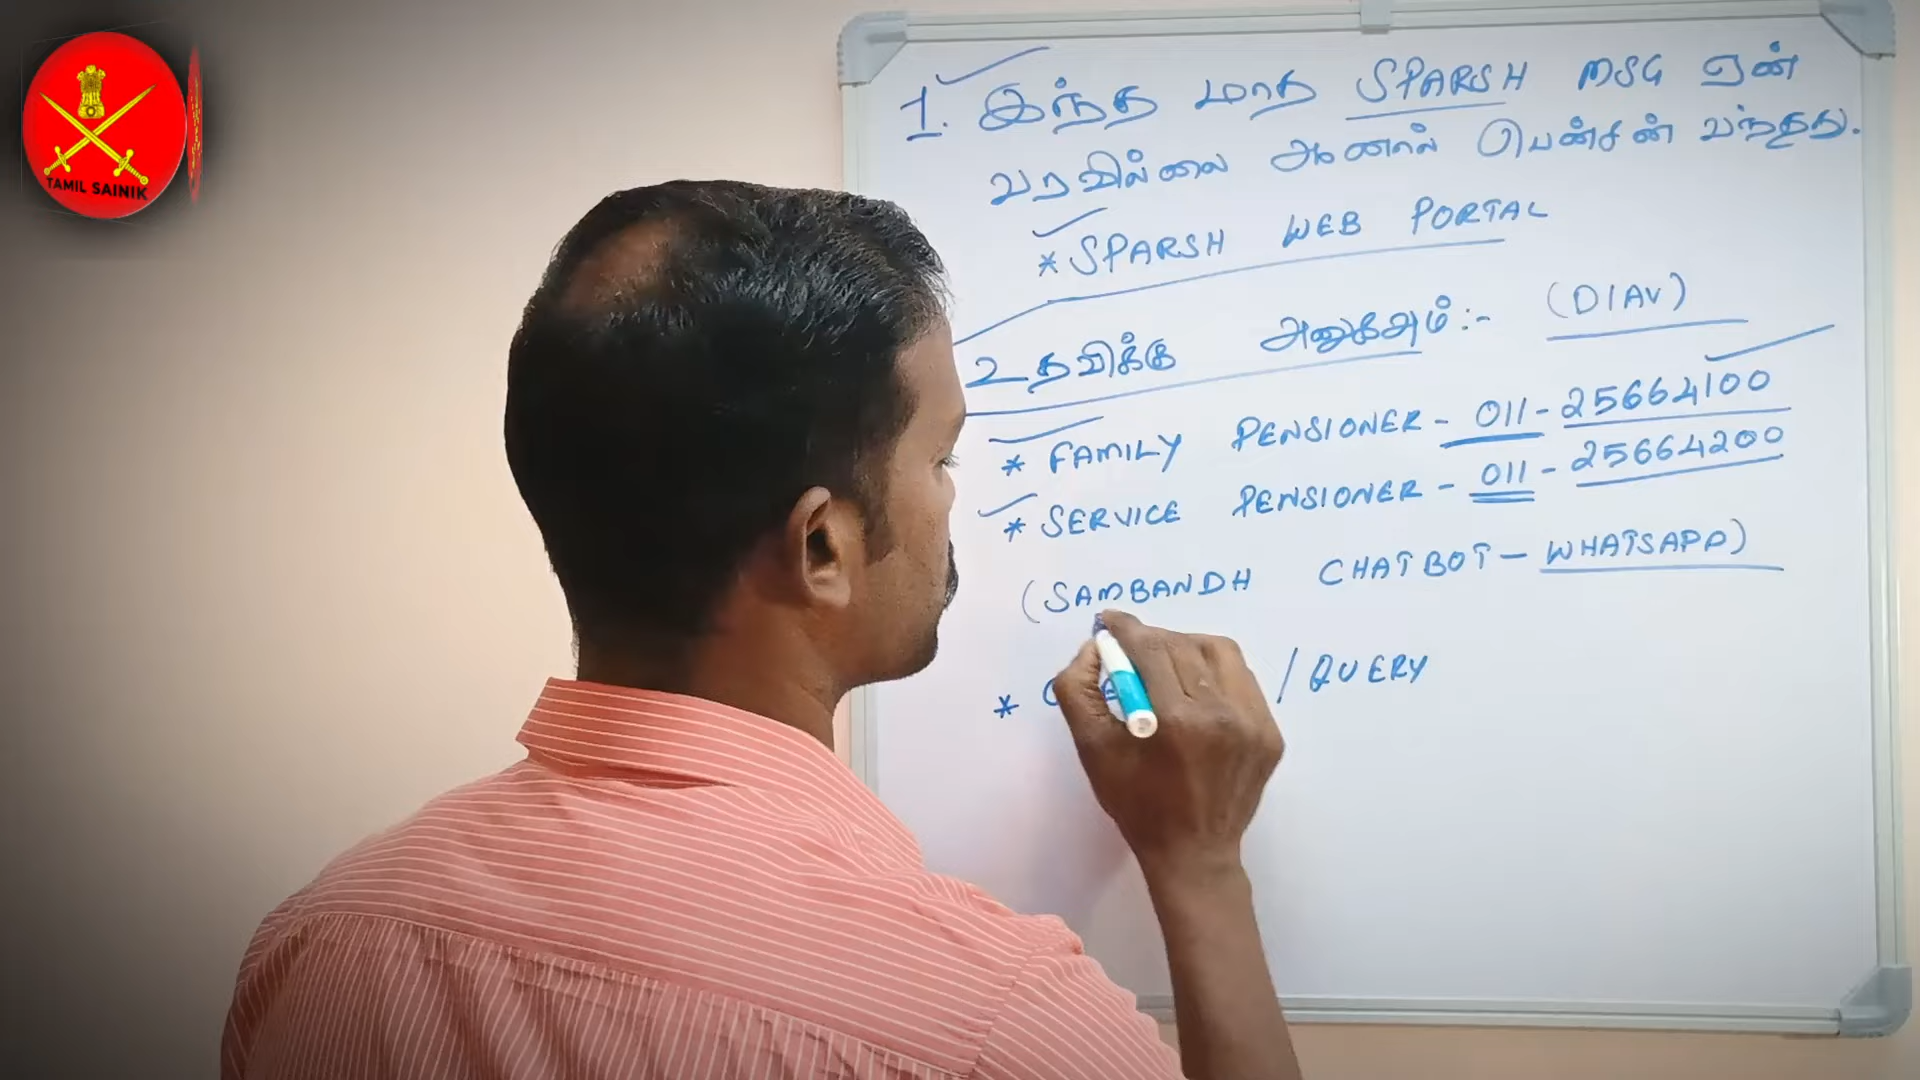 TAMIL SAINIK
1. இந்த மாத SPARSH MSG ஏன்
வரவில்லை ஆனால் பென்சன் வந்தது.
* SPARSH WEB PORTAL
உதவிக்கு அனுகவும் :- (DIAV)
* FAMILY PENSIONER - 011 - 25664100
* SERVICE PENSIONER - 011 - 25664200
(SAMBANDH CHATBOT - WHATSAPP)
* / QUERY